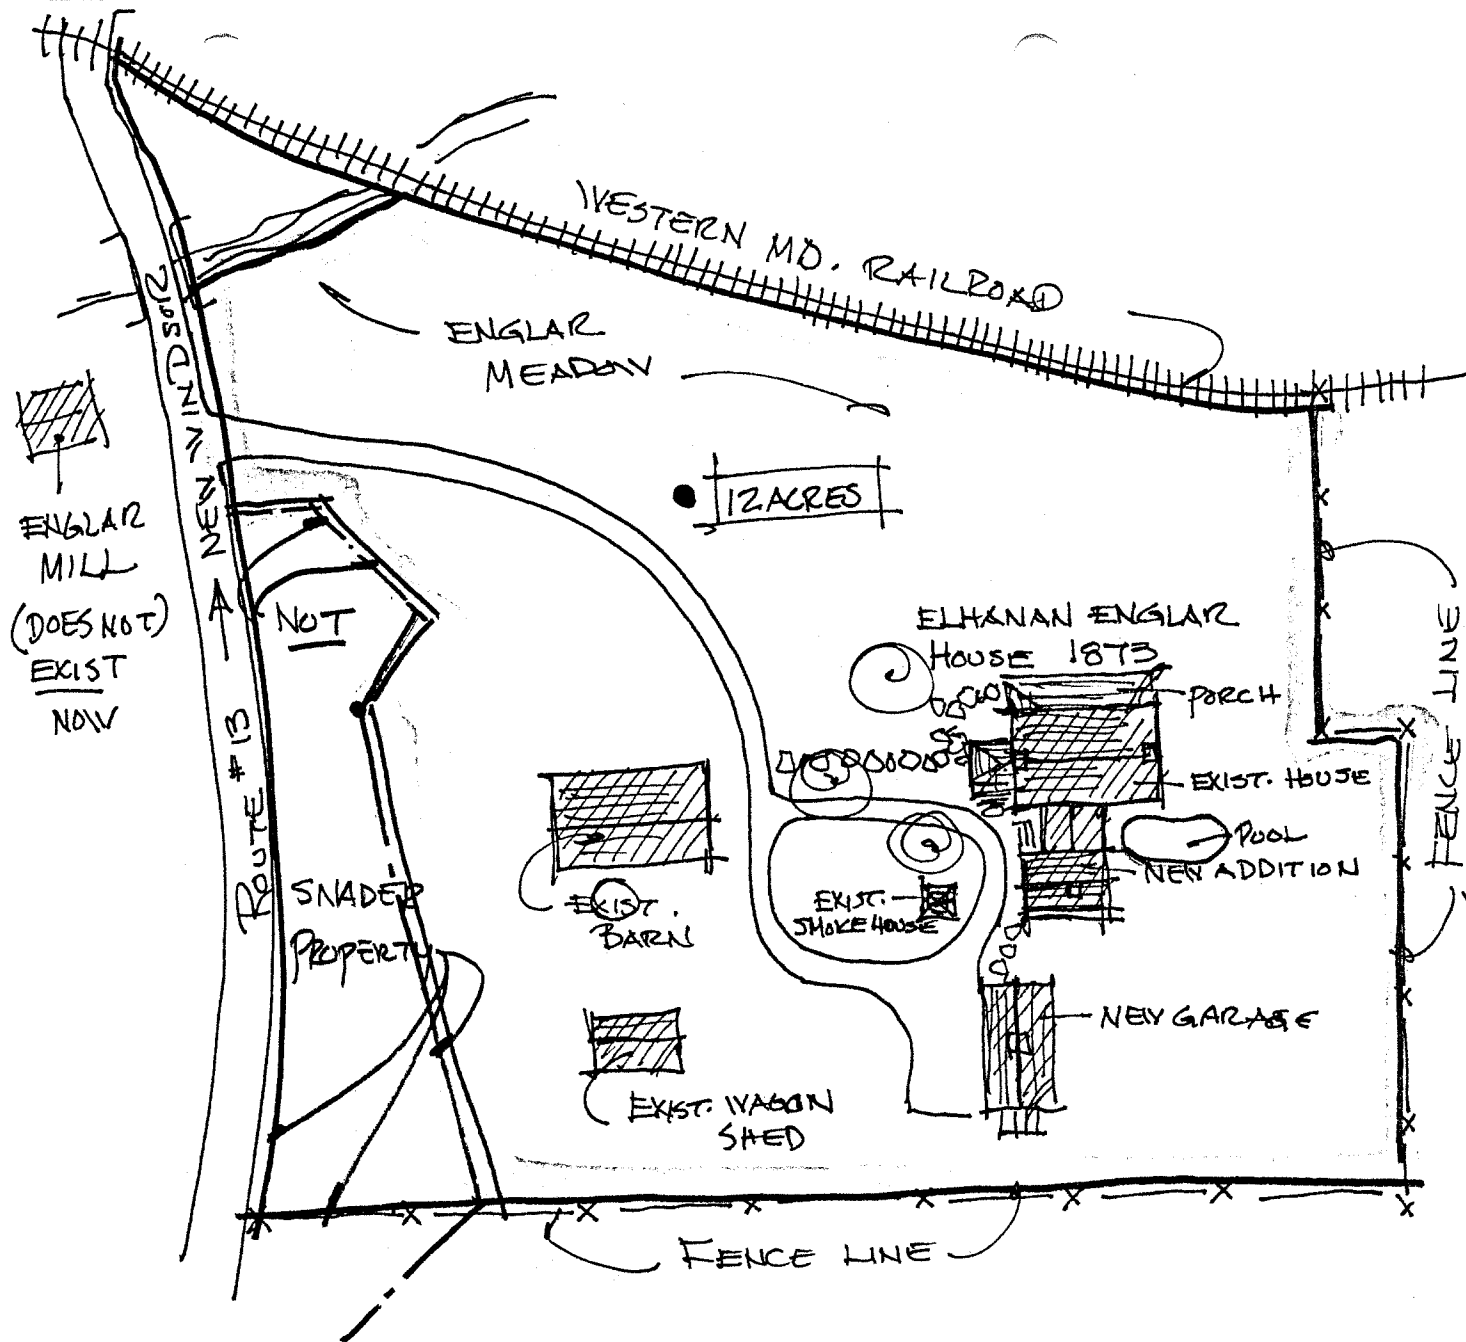 WESTERN MD. RAILROAD
ENGLAR
MEADOW
12 ACRES
ENGLAR
MILL
(DOES NOT)
EXIST
NOW
ROUTE #13 → NEW WINDSOR
NOT
SNADER
PROPERTY
ELHANAN ENGLAR
HOUSE 1873
PORCH
EXIST. HOUSE
POOL
NEW ADDITION
EXIST.
SMOKE HOUSE
EXIST.
BARN
NEW GARAGE
EXIST. WAGON
SHED
FENCE LINE
FENCE LINE